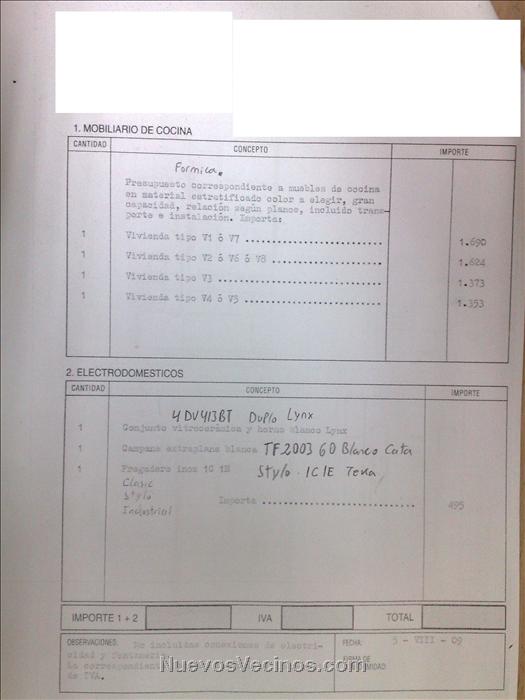 1. MOBILIARIO DE COCINA
CANTIDAD CONCEPTO IMPORTE
Formica.
Presupuesto correspondiente a muebles de cocina
en material estratificado color a elegir, gran
capacidad, relación según planos, incluido trans-
porte e instalación. Importe:
1 Vivienda tipo V1 ó V7 ........................ 1.690
1 Vivienda tipo V2 ó V6 ó V8 ................... 1.624
1 Vivienda tipo V3 ............................. 1.373
1 Vivienda tipo V4 ó V5 ........................ 1.353
2. ELECTRODOMESTICOS
CANTIDAD CONCEPTO IMPORTE
4DV413BT Duplo Lynx
1 Conjunto vitrocerámica y horno blanco Lynx
1 Campana extraplana blanca TF2003 60 Blanco Cata
1 Fregadero inox 1C 1E Stylo 1C1E Teka
Clasic
Stylo
Industrial
Importe ........................... 495
IMPORTE 1 + 2 IVA TOTAL
OBSERVACIONES: No incluidas conexiones de electri-
cidad y fontanería
La correspondiente
de IVA.
FECHA: 5 - VIII - 09
FIRMA DE
NuevosVecinos.com